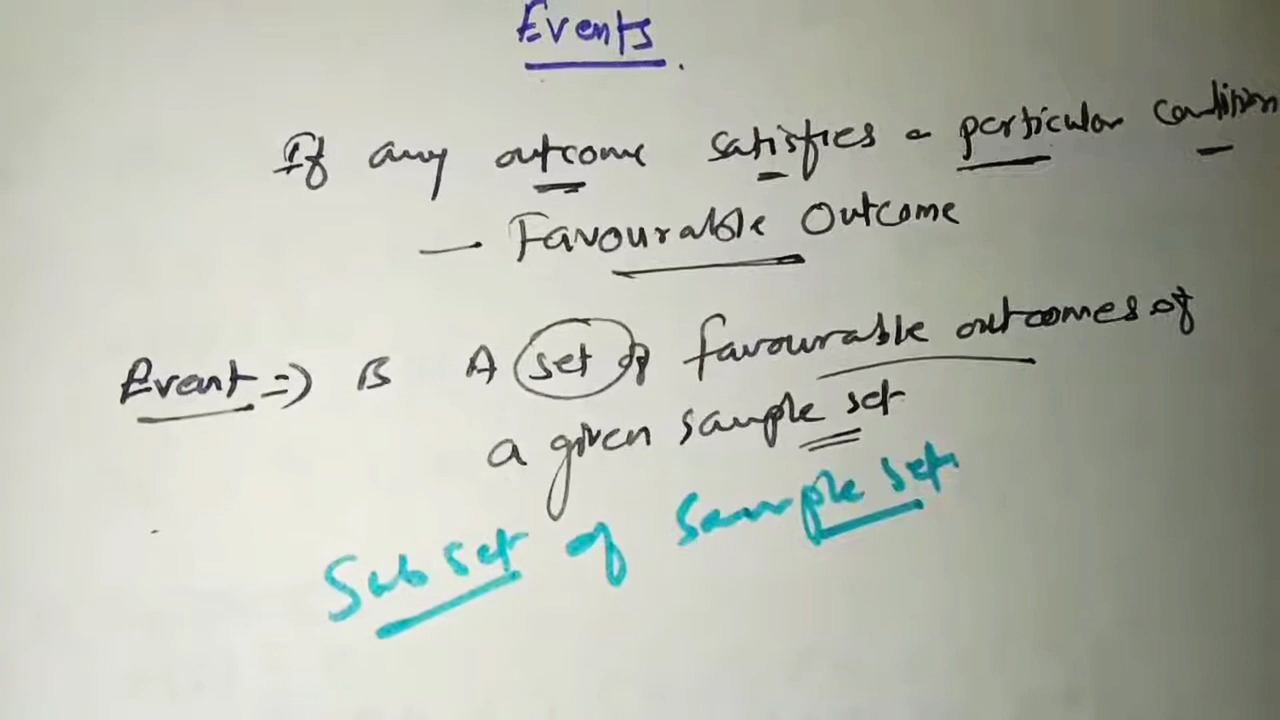 Events.
If any outcome satisfies a particular condition
— Favourable Outcome
Event => is A set of favourable outcomes of
a given sample set
Subset of sample set.